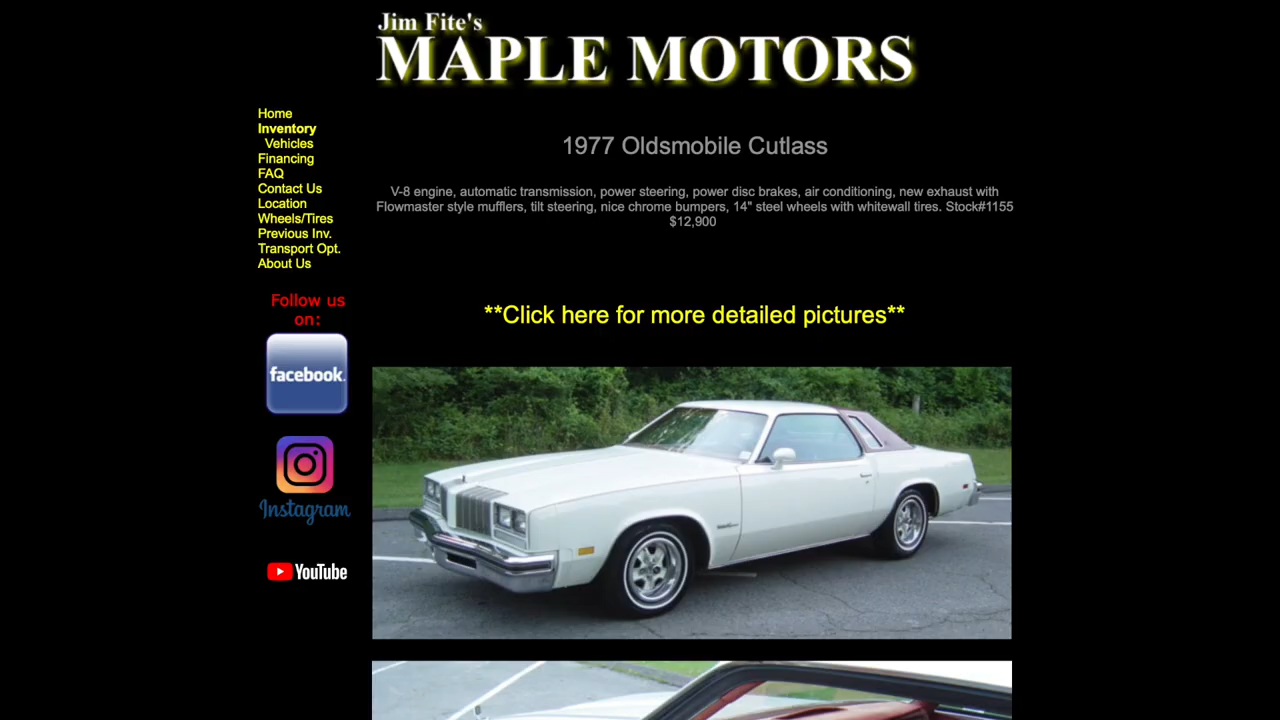 Jim Fite's
MAPLE MOTORS
Home
Inventory
Vehicles
Financing
FAQ
Contact Us
Location
Wheels/Tires
Previous Inv.
Transport Opt.
About Us
Follow us
on:
facebook.
Instagram
YouTube
1977 Oldsmobile Cutlass
V-8 engine, automatic transmission, power steering, power disc brakes, air conditioning, new exhaust with
Flowmaster style mufflers, tilt steering, nice chrome bumpers, 14" steel wheels with whitewall tires. Stock#1155
$12,900
**Click here for more detailed pictures**